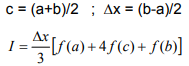 c = (a+b)/2 ; Δx = (b-a)/2
I = Δx/3 [f(a) + 4f(c) + f(b)]